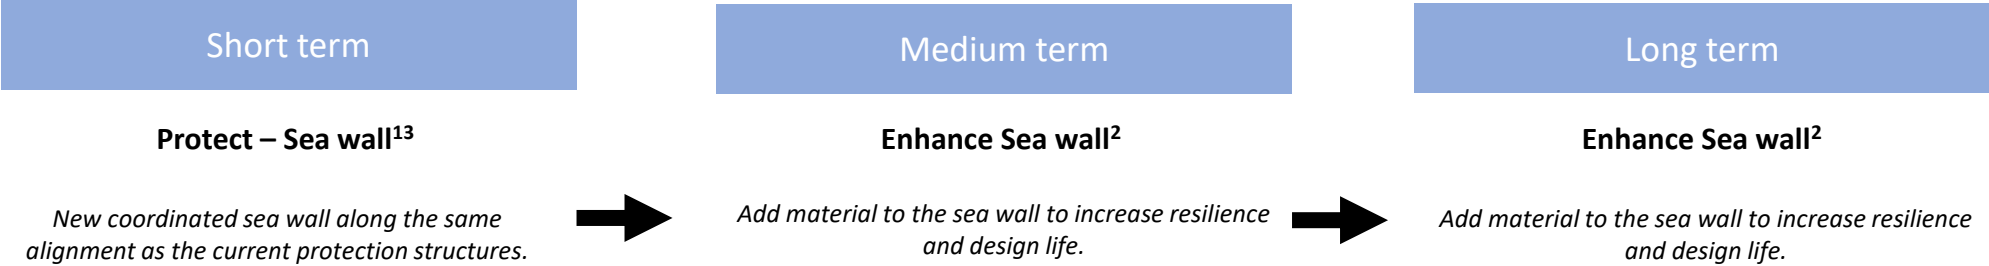 Short term
Protect – Sea wall¹³
New coordinated sea wall along the same
alignment as the current protection structures.
Medium term
Enhance Sea wall²
Add material to the sea wall to increase resilience
and design life.
Long term
Enhance Sea wall²
Add material to the sea wall to increase resilience
and design life.